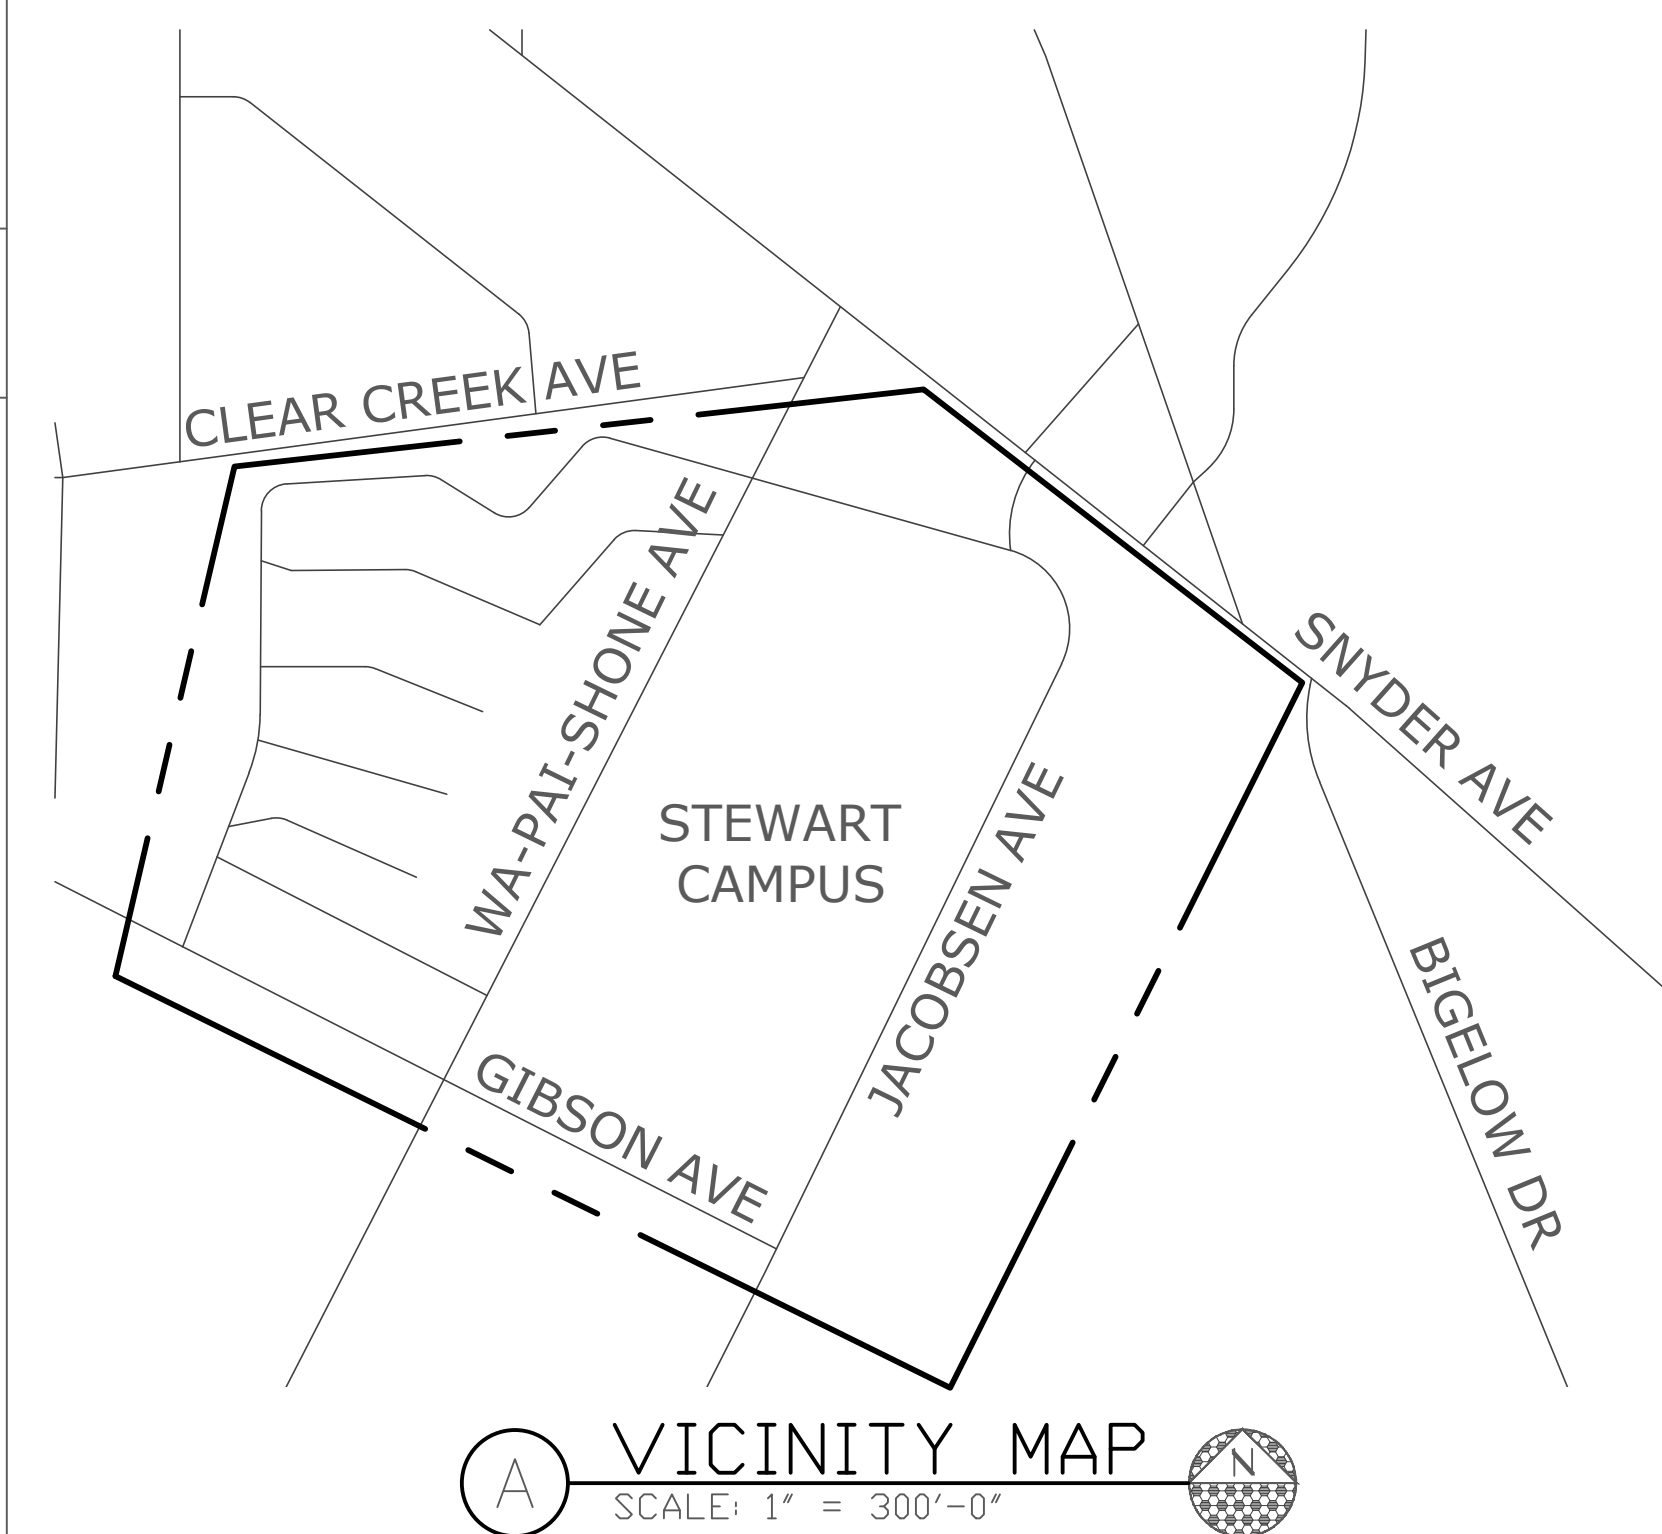 CLEAR CREEK AVE
WA-PAI-SHONE AVE
SNYDER AVE
STEWART
CAMPUS
JACOBSEN AVE
BIGELOW DR
GIBSON AVE
A
VICINITY MAP
N
SCALE: 1" = 300'-0"